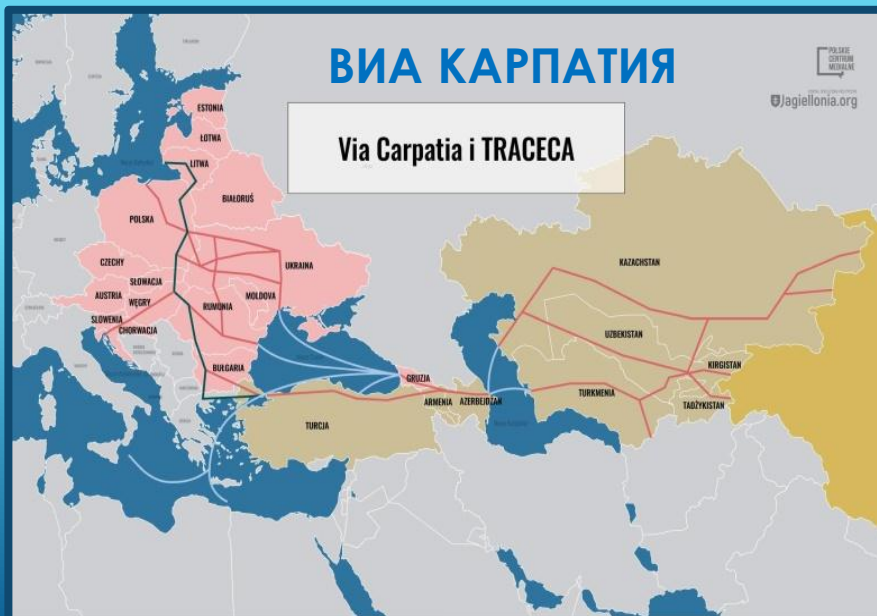 ВИА КАРПАТИЯ
POLSKIE
CENTRUM
MEDIALNE
Jagiellonia.org
Via Carpatia i TRACECA
ESTONIA
ŁOTWA
LITWA
BIAŁORUŚ
POLSKA
CZECHY
UKRAINA
SŁOWACJA
AUSTRIA
WĘGRY
MOLDOVA
RUMUNIA
SLOWENIA
CHORWACJA
BUŁGARIA
KAZACHSTAN
UZBEKISTAN
KIRGISTAN
GRUZJA
ARMENIA
AZERBEJDŻAN
TURKMENIA
TADŻYKISTAN
TURCJA